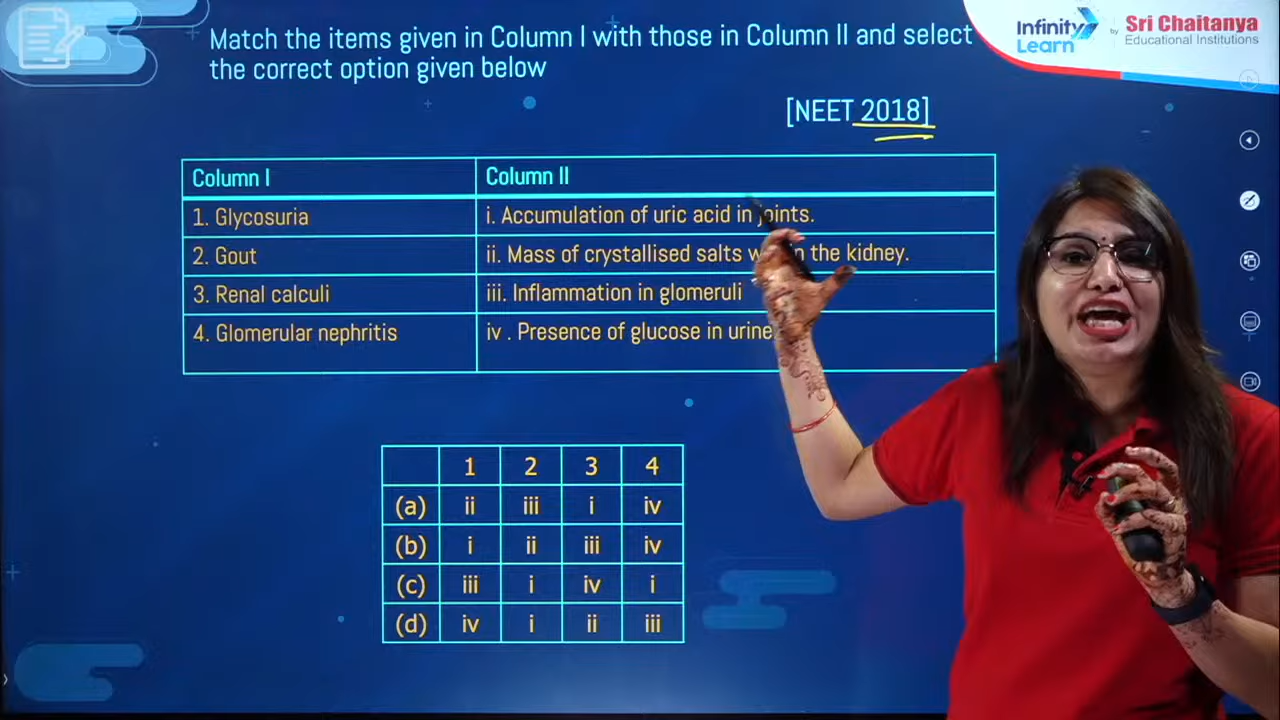 Match the items given in Column I with those in Column II and select
the correct option given below
Infinity Learn by Sri Chaitanya Educational Institutions
[NEET 2018]
Column I Column II
1. Glycosuria i. Accumulation of uric acid in joints.
2. Gout ii. Mass of crystallised salts the kidney.
3. Renal calculi iii. Inflammation in glomeruli
4. Glomerular nephritis iv . Presence of glucose in urine
1 2 3 4
(a) ii iii i iv
(b) i ii iii iv
(c) iii i iv i
(d) iv i ii iii